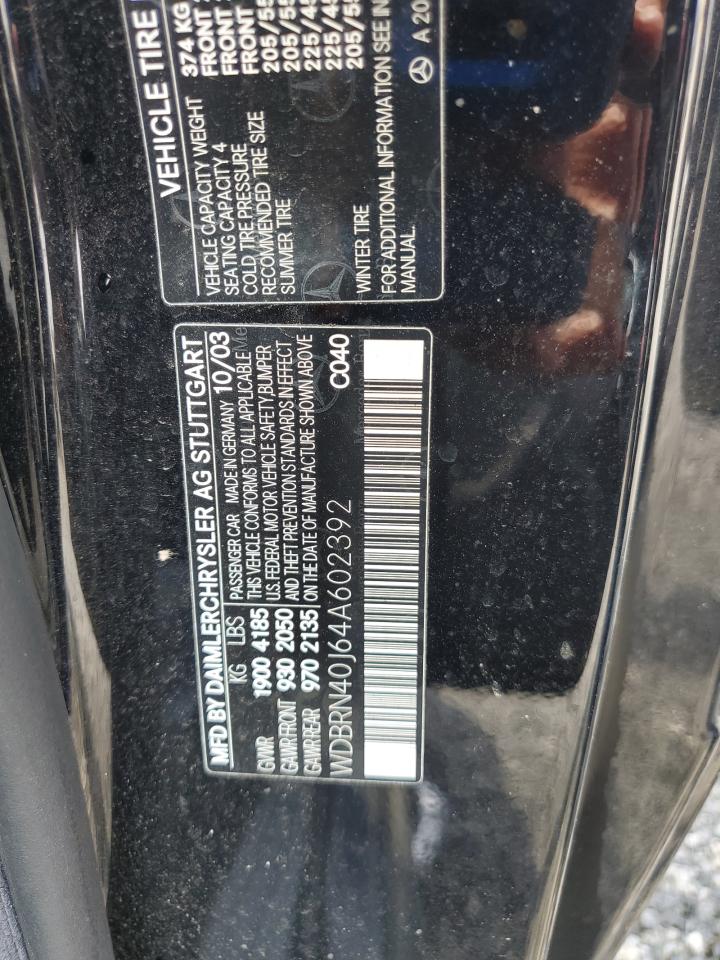 VEHICLE TIRE
VEHICLE CAPACITY WEIGHT 374 KG
SEATING CAPACITY 4 FRONT
COLD TIRE PRESSURE FRONT
RECOMMENDED TIRE SIZE
SUMMER TIRE
205/55
205/55
225/45
225/45
WINTER TIRE 205/55
FOR ADDITIONAL INFORMATION SEE
MANUAL. A 20
MFD BY DAIMLERCHRYSLER AG STUTTGART
KG LBS PASSENGER CAR MADE IN GERMANY 10/03
GVWR 1900 4185 THIS VEHICLE CONFORMS TO ALL APPLICABLE
GAWR FRONT 930 2050 U.S. FEDERAL MOTOR VEHICLE SAFETY, BUMPER
GAWR REAR 970 2135 AND THEFT PREVENTION STANDARDS IN EFFECT
ON THE DATE OF MANUFACTURE SHOWN ABOVE
WDBRN40J64A602392 C040